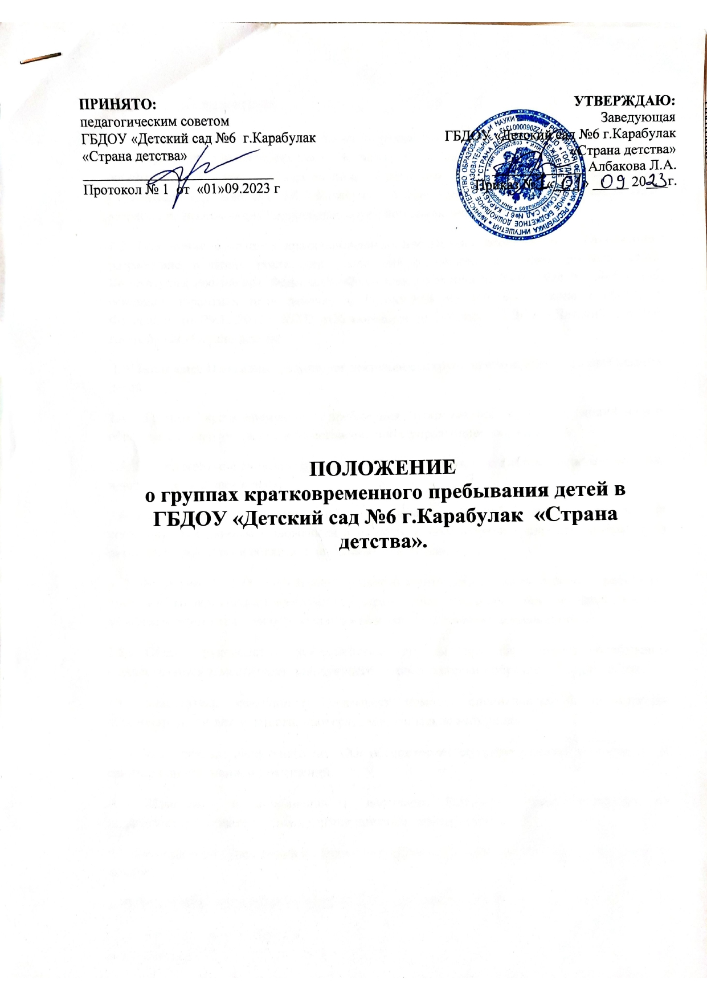 ПРИНЯТО:
педагогическим советом
ГБДОУ «Детский сад №6 г.Карабулак
«Страна детства»
Протокол № 1 от «01»09.2023 г
УТВЕРЖДАЮ:
Заведующая
ГБДОУ «Детский сад №6 г.Карабулак
«Страна детства»
Албакова Л.А.
Приказ № 1 «01» 09 2023г.
ПОЛОЖЕНИЕ
о группах кратковременного пребывания детей в
ГБДОУ «Детский сад №6 г.Карабулак «Страна
детства».